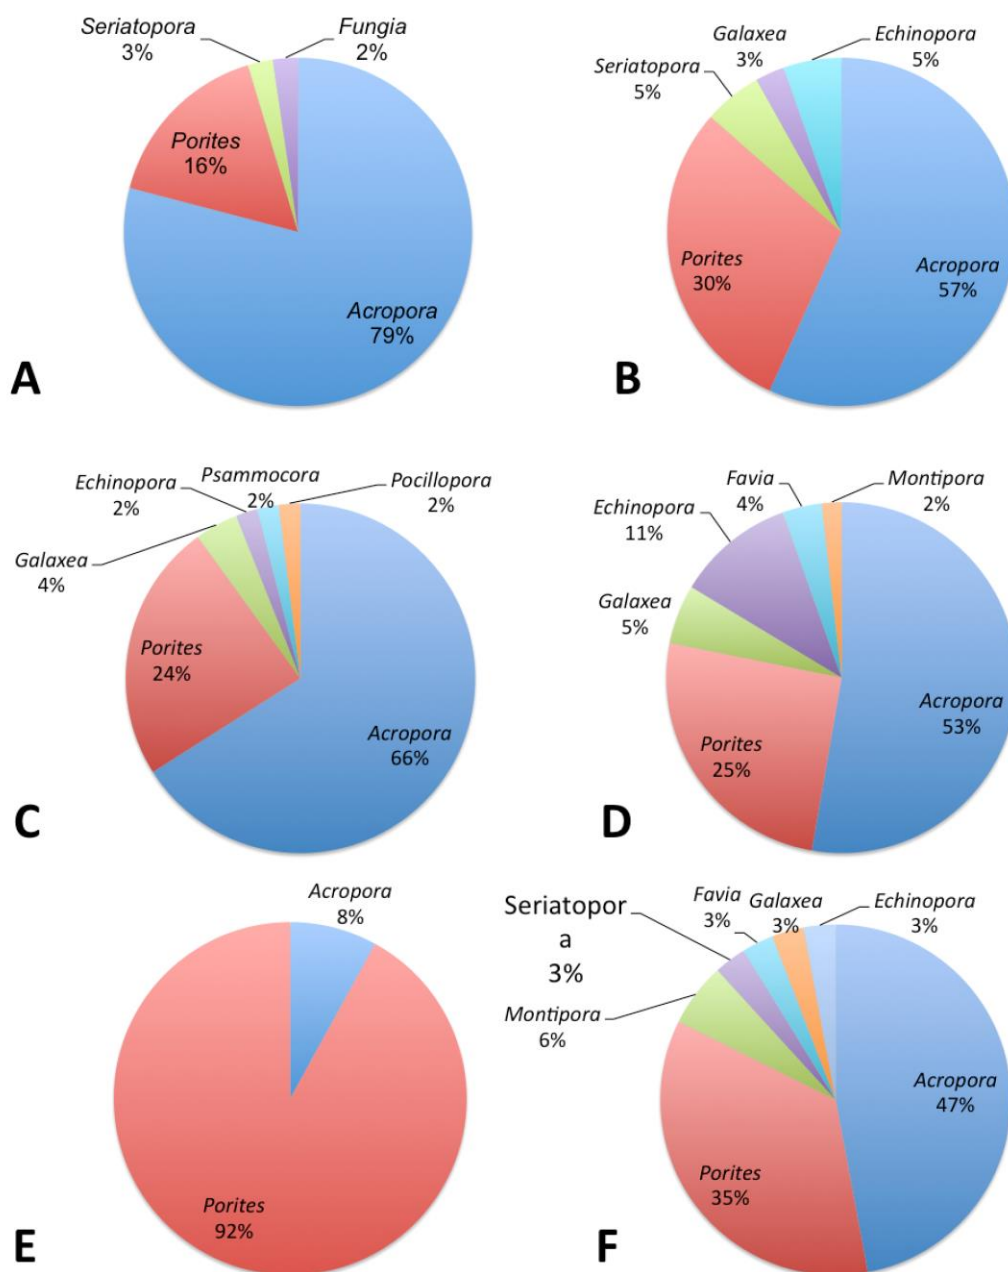 Seriatopora
3%
Fungia
2%
Porites
16%
Acropora
79%
A
Galaxea
3%
Echinopora
5%
Seriatopora
5%
Porites
30%
Acropora
57%
B
Psammocora
2%
Echinopora
2%
Pocillopora
2%
Galaxea
4%
Porites
24%
Acropora
66%
C
Favia
4%
Montipora
2%
Echinopora
11%
Galaxea
5%
Porites
25%
Acropora
53%
D
Acropora
8%
Porites
92%
E
Seriatopor
a
3%
Favia
3%
Galaxea
3%
Echinopora
3%
Montipora
6%
Acropora
47%
Porites
35%
F